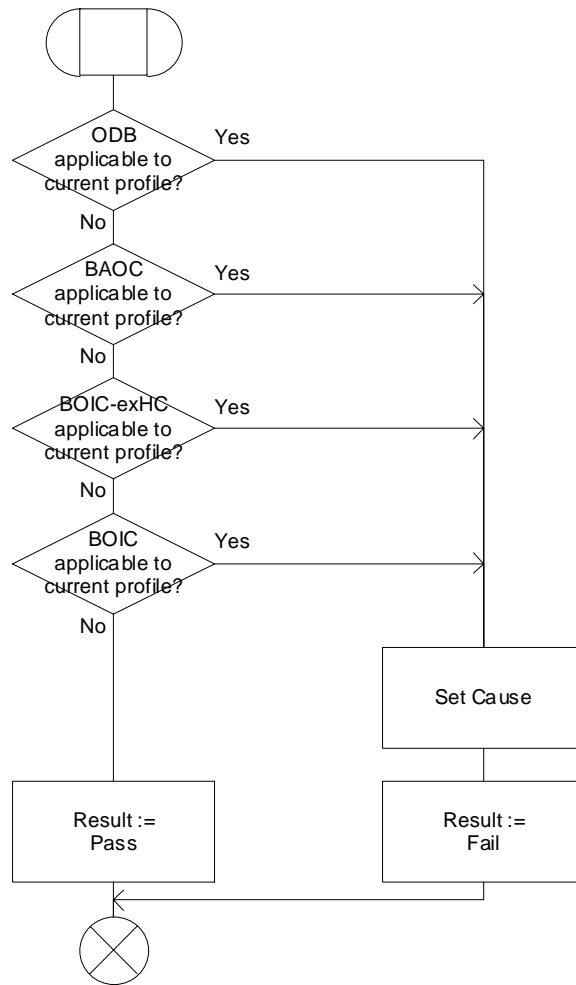 ODB
applicable to
current profile?
Yes
No
BAOC
applicable to
current profile?
Yes
No
BOIC-exHC
applicable to
current profile?
Yes
No
BOIC
applicable to
current profile?
Yes
No
Set Cause
Result :=
Pass
Result :=
Fail